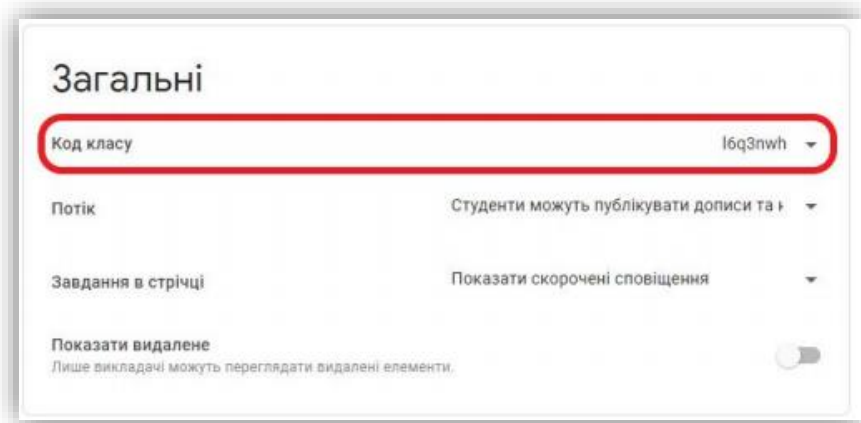 Загальні
Код класу l6q3nwh
Потік Студенти можуть публікувати дописи та к
Завдання в стрічці Показати скорочені сповіщення
Показати видалене
Лише викладачі можуть переглядати видалені елементи.